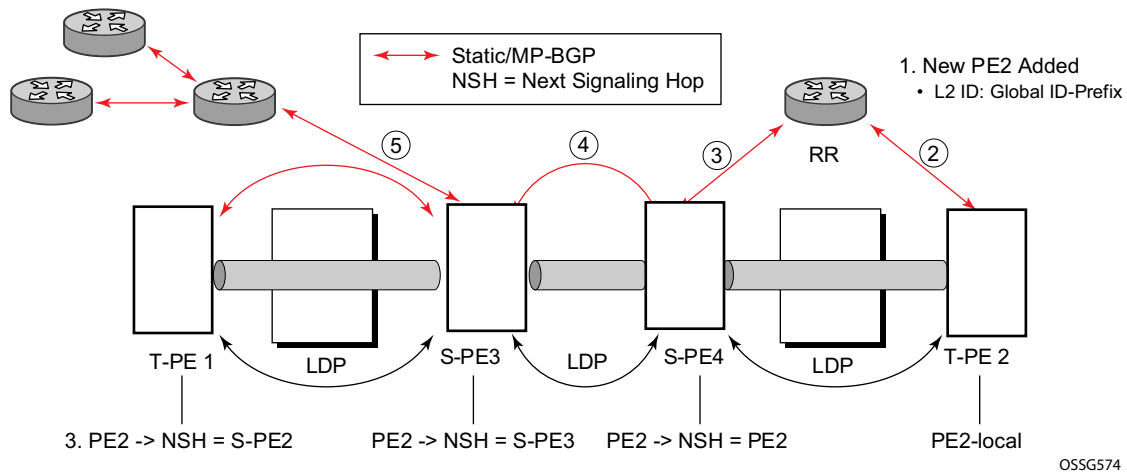 Static/MP-BGP
NSH = Next Signaling Hop
1. New PE2 Added
• L2 ID: Global ID-Prefix
5
4
3
2
RR
T-PE 1
LDP
S-PE3
LDP
S-PE4
LDP
T-PE 2
3. PE2 -> NSH = S-PE2
PE2 -> NSH = S-PE3
PE2 -> NSH = PE2
PE2-local
OSSG574